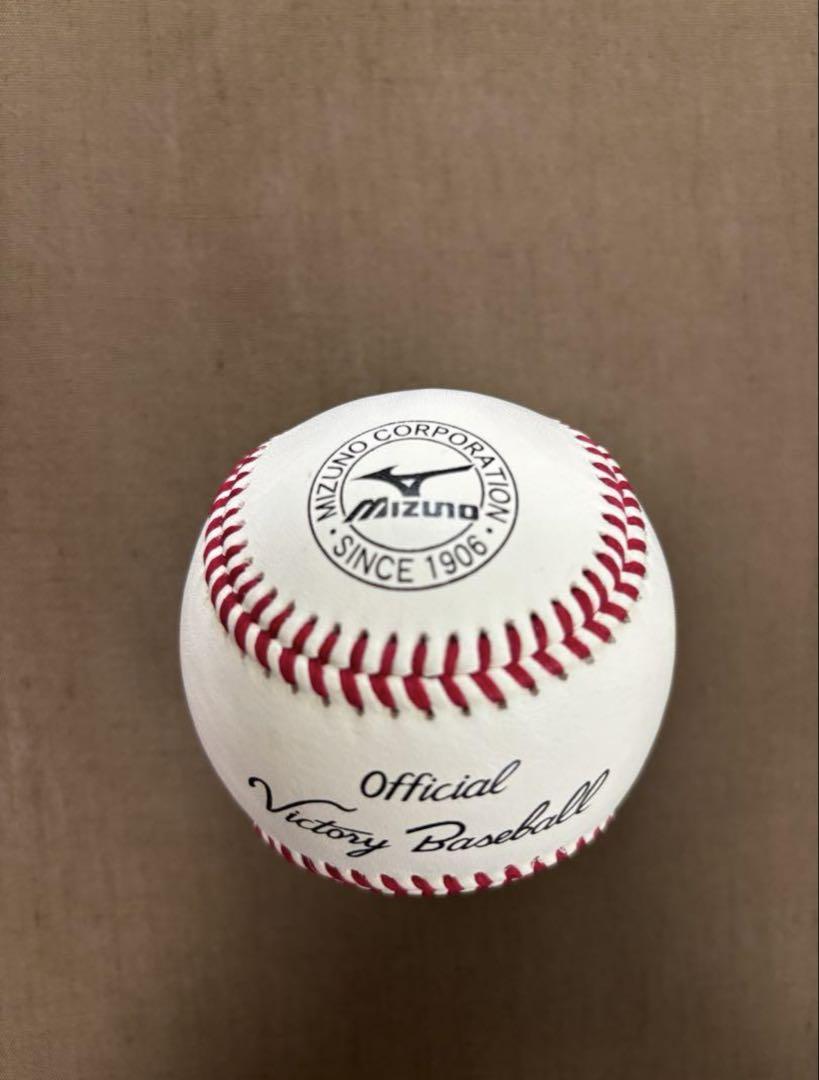 MIZUNO CORPORATION
MIZUNO
· SINCE 1906 ·
Official
Victory Baseball